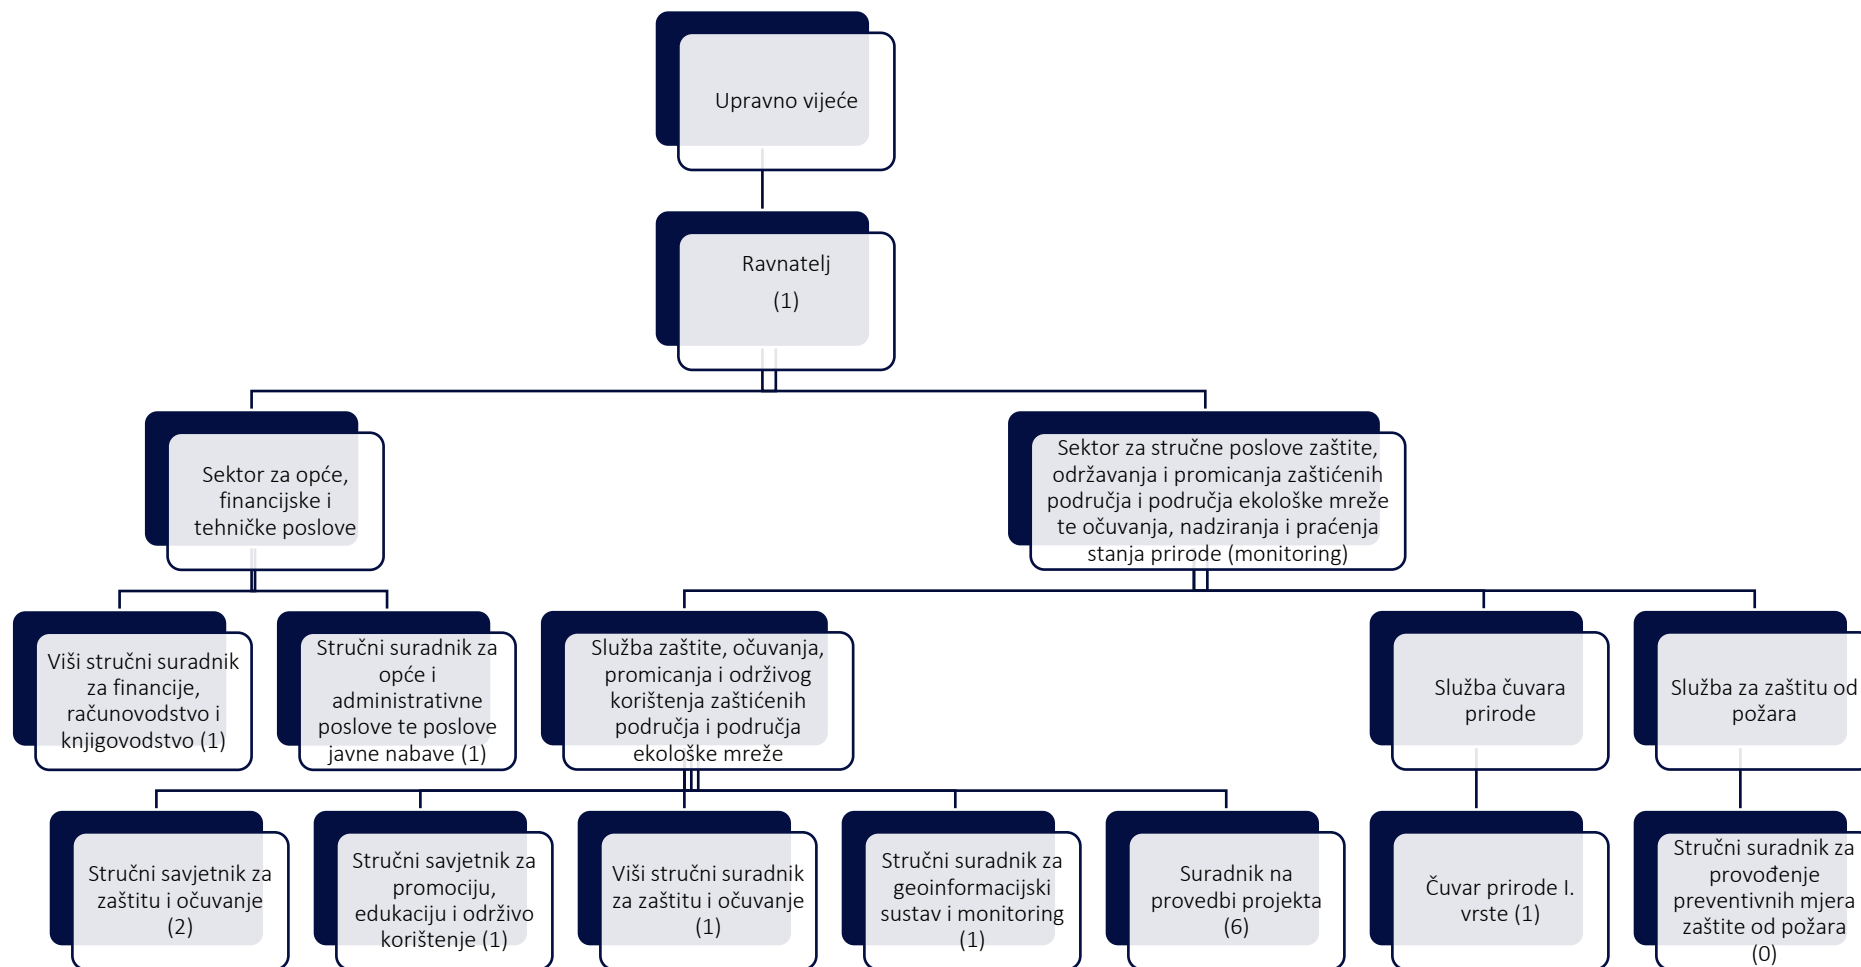 Upravno vijeće
Ravnatelj
(1)
Sektor za opće,
financijske i
tehničke poslove
Sektor za stručne poslove zaštite,
održavanja i promicanja zaštićenih
područja i područja ekološke mreže
te očuvanja, nadziranja i praćenja
stanja prirode (monitoring)
Viši stručni suradnik
za financije,
računovodstvo i
knjigovodstvo (1)
Stručni suradnik za
opće i
administrativne
poslove te poslove
javne nabave (1)
Služba zaštite, očuvanja,
promicanja i održivog
korištenja zaštićenih
područja i područja
ekološke mreže
Služba čuvara
prirode
Služba za zaštitu od
požara
Stručni savjetnik za
zaštitu i očuvanje
(2)
Stručni savjetnik za
promociju,
edukaciju i održivo
korištenje (1)
Viši stručni suradnik
za zaštitu i očuvanje
(1)
Stručni suradnik za
geoinformacijski
sustav i monitoring
(1)
Suradnik na
provedbi projekta
(6)
Čuvar prirode I.
vrste (1)
Stručni suradnik za
provođenje
preventivnih mjera
zaštite od požara
(0)